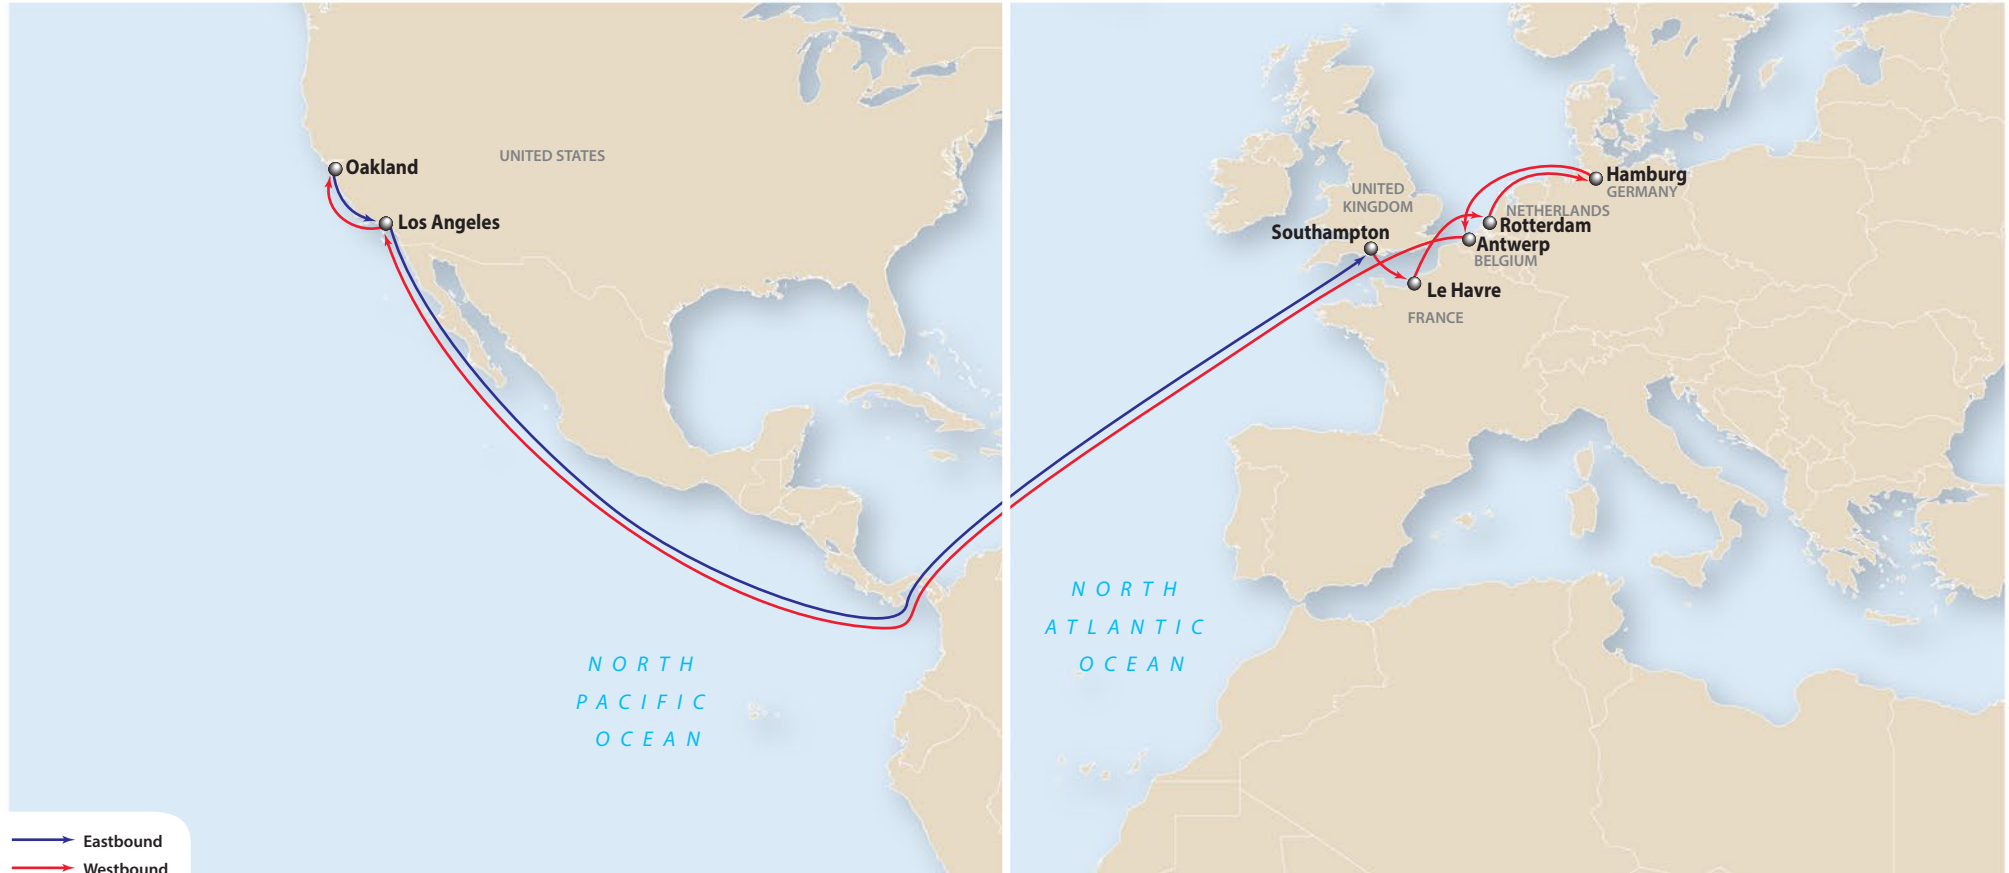 Oakland
UNITED STATES
Los Angeles
UNITED
KINGDOM
Southampton
Hamburg
GERMANY
NETHERLANDS
Rotterdam
Antwerp
BELGIUM
Le Havre
FRANCE
NORTH
ATLANTIC
OCEAN
NORTH
PACIFIC
OCEAN
Eastbound
Westbound